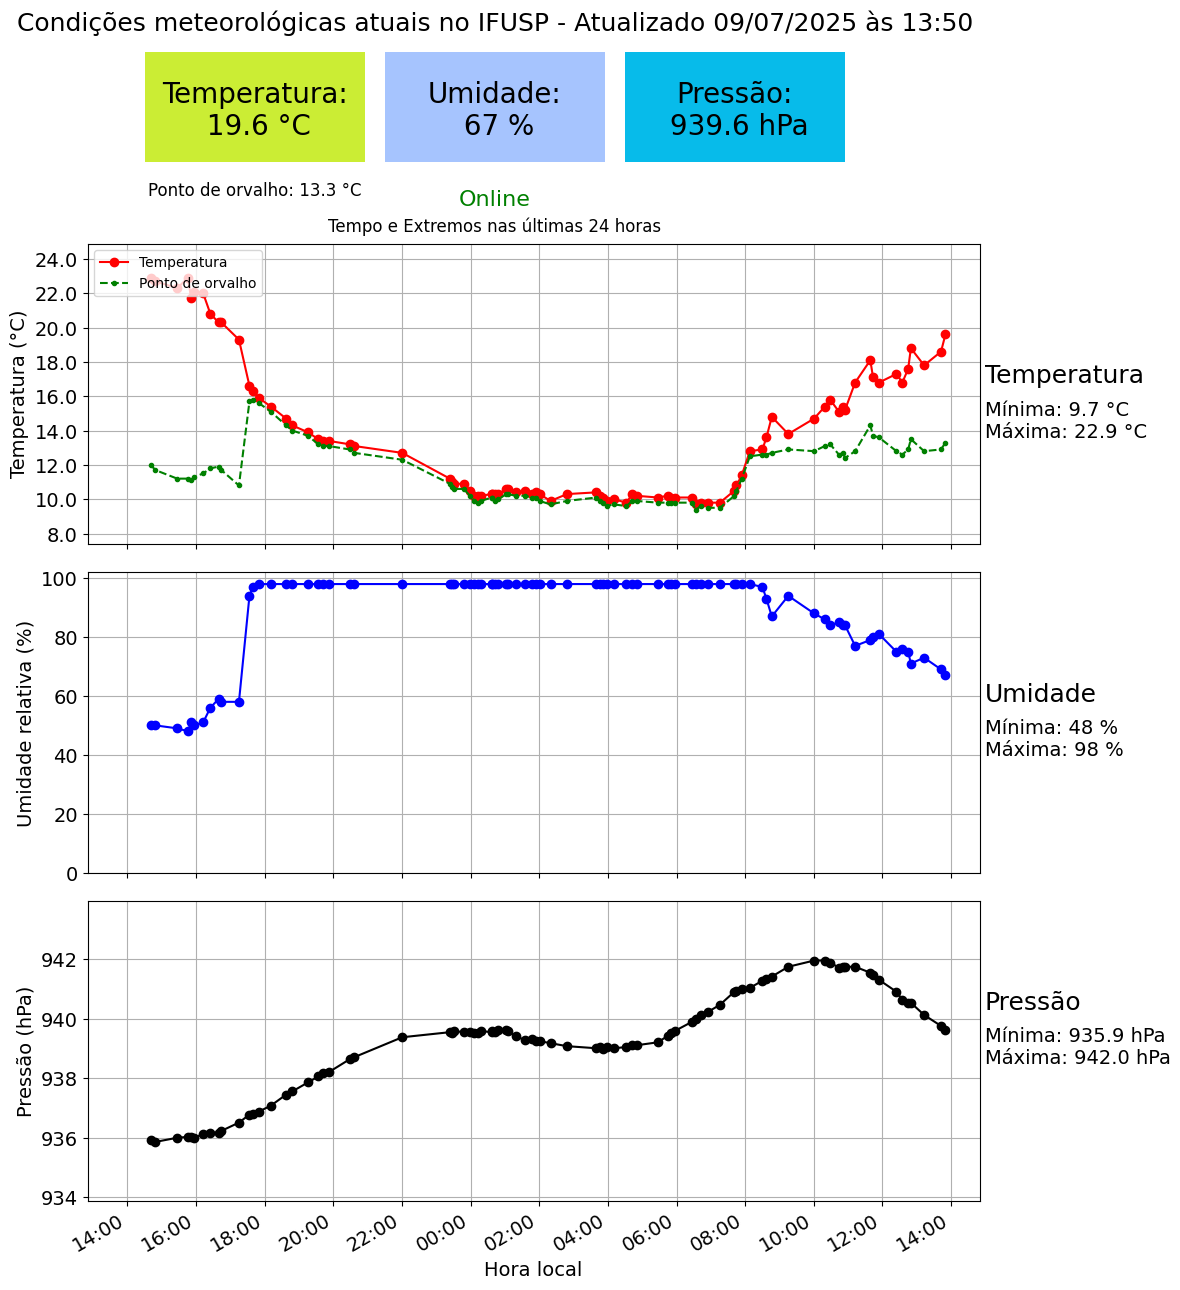 Condições meteorológicas atuais no IFUSP - Atualizado 09/07/2025 às 13:50
Temperatura:
19.6 °C
Umidade:
67 %
Pressão:
939.6 hPa
Ponto de orvalho: 13.3 °C
Online
Tempo e Extremos nas últimas 24 horas
Temperatura (°C)
24.0
22.0
20.0
18.0
16.0
14.0
12.0
10.0
8.0
Temperatura
Ponto de orvalho
Temperatura
Mínima: 9.7 °C
Máxima: 22.9 °C
Umidade relativa (%)
100
80
60
40
20
0
Umidade
Mínima: 48 %
Máxima: 98 %
Pressão (hPa)
942
940
938
936
934
Pressão
Mínima: 935.9 hPa
Máxima: 942.0 hPa
14:00
16:00
18:00
20:00
22:00
00:00
02:00
04:00
06:00
08:00
10:00
12:00
14:00
Hora local